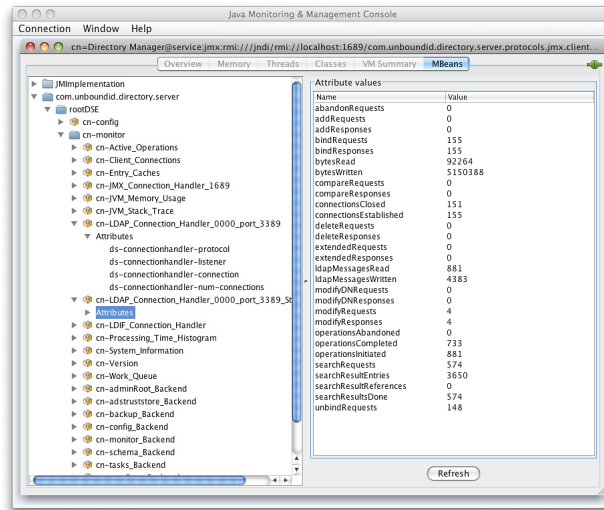 Java Monitoring & Management Console
Connection Window Help
cn=Directory Manager@service:jmx:rmi:///jndi/rmi://localhost:1689/com.unboundid.directory.server.protocols.jmx.client...
Overview Memory Threads Classes VM Summary MBeans
JMImplementation
com.unboundid.directory.server
rootDSE
cn-config
cn-monitor
cn-Active_Operations
cn-Client_Connections
cn-Entry_Caches
cn-JMX_Connection_Handler_1689
cn-JVM_Memory_Usage
cn-JVM_Stack_Trace
cn-LDAP_Connection_Handler_0000_port_3389
Attributes
ds-connectionhandler-protocol
ds-connectionhandler-listener
ds-connectionhandler-connection
ds-connectionhandler-num-connections
cn-LDAP_Connection_Handler_0000_port_3389_St
Attributes
cn-LDIF_Connection_Handler
cn-Processing_Time_Histogram
cn-System_Information
cn-Version
cn-Work_Queue
cn-adminRoot_Backend
cn-adstruststore_Backend
cn-backup_Backend
cn-config_Backend
cn-monitor_Backend
cn-schema_Backend
cn-tasks_Backend
Attribute values
Name Value
abandonRequests 0
addRequests 0
addResponses 0
bindRequests 155
bindResponses 155
bytesRead 92264
bytesWritten 5150388
compareRequests 0
compareResponses 0
connectionsClosed 151
connectionsEstablished 155
deleteRequests 0
deleteResponses 0
extendedRequests 0
extendedResponses 0
ldapMessagesRead 881
ldapMessagesWritten 4383
modifyDNRequests 0
modifyDNResponses 0
modifyRequests 4
modifyResponses 4
operationsAbandoned 0
operationsCompleted 733
operationsInitiated 881
searchRequests 574
searchResultEntries 3650
searchResultReferences 0
searchResultsDone 574
unbindRequests 148
Refresh